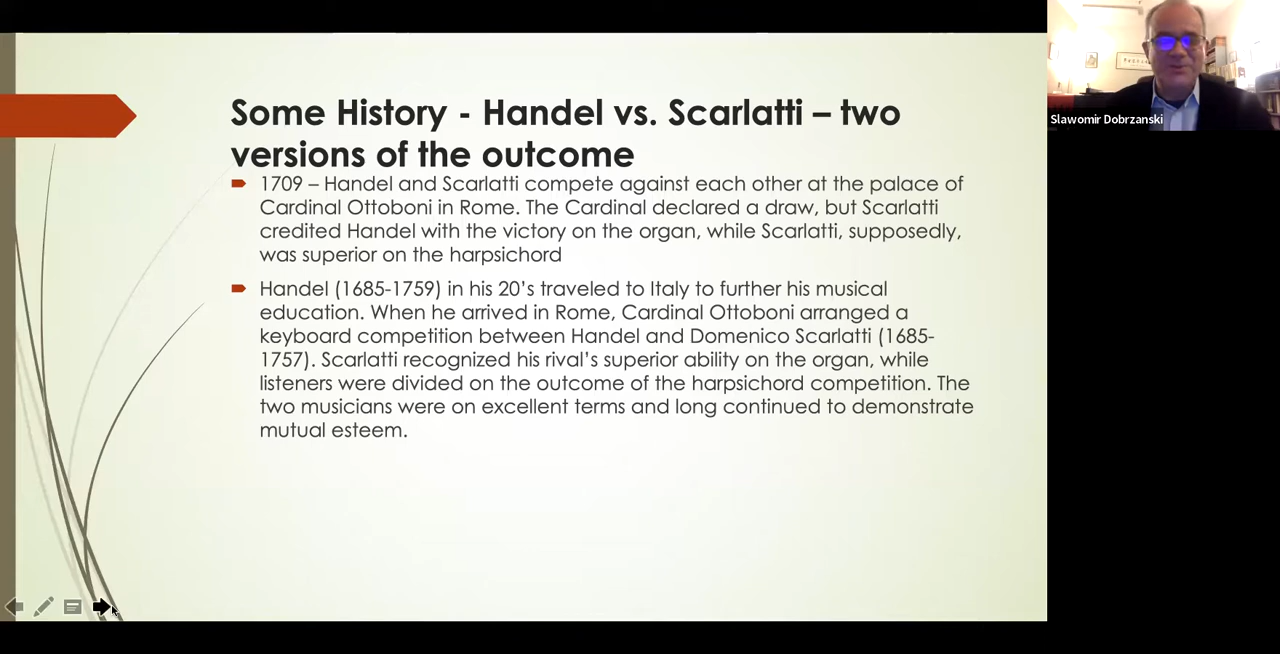 Some History - Handel vs. Scarlatti – two
versions of the outcome
1709 – Handel and Scarlatti compete against each other at the palace of
Cardinal Ottoboni in Rome. The Cardinal declared a draw, but Scarlatti
credited Handel with the victory on the organ, while Scarlatti, supposedly,
was superior on the harpsichord
Handel (1685-1759) in his 20's traveled to Italy to further his musical
education. When he arrived in Rome, Cardinal Ottoboni arranged a
keyboard competition between Handel and Domenico Scarlatti (1685-
1757). Scarlatti recognized his rival's superior ability on the organ, while
listeners were divided on the outcome of the harpsichord competition. The
two musicians were on excellent terms and long continued to demonstrate
mutual esteem.
Slawomir Dobrzanski